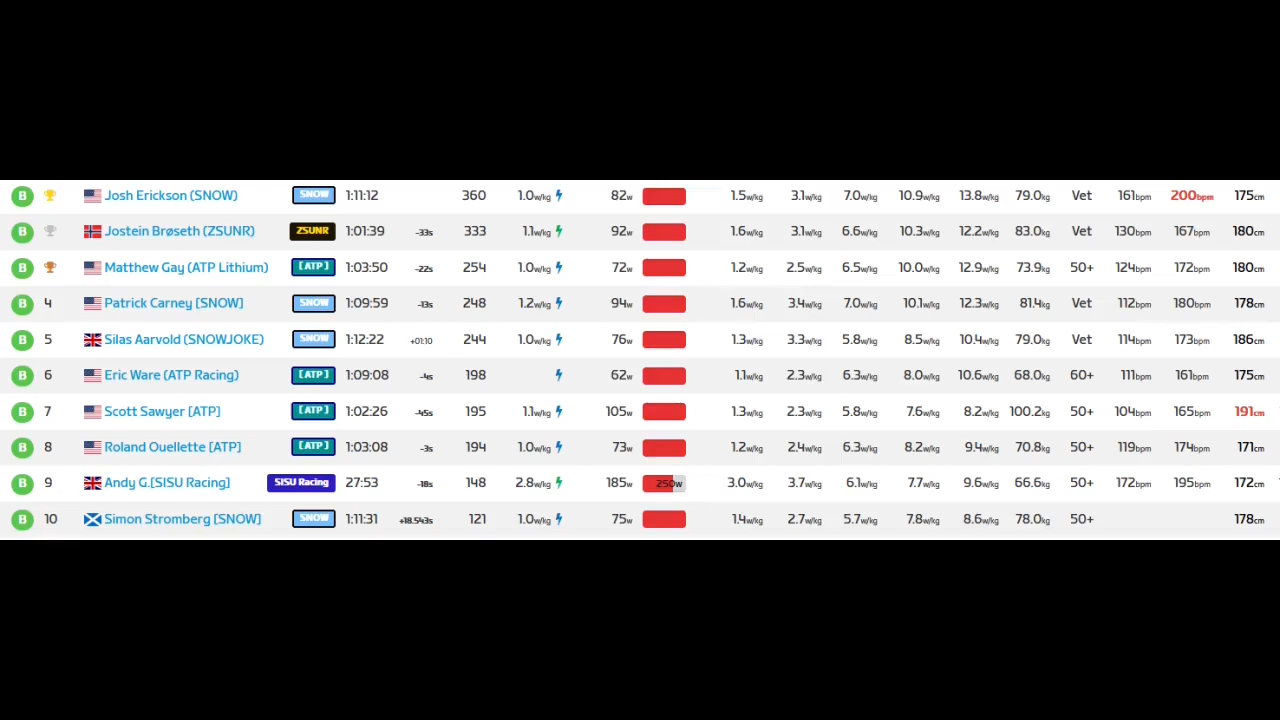 B Josh Erickson (SNOW) SNOW 1:11:12 360 1.0w/kg 82w 1.5w/kg 3.1w/kg 7.0w/kg 10.9w/kg 13.8w/kg 79.0kg Vet 161bpm 200bpm 175cm
B Jostein Brøseth (ZSUNR) ZSUNR 1:01:39 -33s 333 1.1w/kg 92w 1.6w/kg 3.1w/kg 6.6w/kg 10.3w/kg 12.2w/kg 83.0kg Vet 130bpm 167bpm 180cm
B Matthew Gay (ATP Lithium) [ATP] 1:03:50 -22s 254 1.0w/kg 72w 1.2w/kg 2.5w/kg 6.5w/kg 10.0w/kg 12.9w/kg 73.9kg 50+ 124bpm 172bpm 180cm
B 4 Patrick Carney [SNOW] SNOW 1:09:59 -13s 248 1.2w/kg 94w 1.6w/kg 3.4w/kg 7.0w/kg 10.1w/kg 12.3w/kg 81.4kg Vet 112bpm 180bpm 178cm
B 5 Silas Aarvold (SNOWJOKE) SNOW 1:12:22 +01:10 244 1.0w/kg 76w 1.3w/kg 3.3w/kg 5.8w/kg 8.5w/kg 10.4w/kg 79.0kg Vet 114bpm 173bpm 186cm
B 6 Eric Ware (ATP Racing) [ATP] 1:09:08 -4s 198 62w 1.1w/kg 2.3w/kg 6.3w/kg 8.0w/kg 10.6w/kg 68.0kg 60+ 111bpm 161bpm 175cm
B 7 Scott Sawyer [ATP] [ATP] 1:02:26 -45s 195 1.1w/kg 105w 1.3w/kg 2.3w/kg 5.8w/kg 7.6w/kg 8.2w/kg 100.2kg 50+ 104bpm 165bpm 191cm
B 8 Roland Ouellette [ATP] [ATP] 1:03:08 -3s 194 1.0w/kg 73w 1.2w/kg 2.4w/kg 6.3w/kg 8.2w/kg 9.4w/kg 70.8kg 50+ 119bpm 174bpm 171cm
B 9 Andy G.[SISU Racing] SISU Racing 27:53 -18s 148 2.8w/kg 185w 250w 3.0w/kg 3.7w/kg 6.1w/kg 7.7w/kg 9.6w/kg 66.6kg 50+ 172bpm 195bpm 172cm
B 10 Simon Stromberg [SNOW] SNOW 1:11:31 +18.543s 121 1.0w/kg 75w 1.4w/kg 2.7w/kg 5.7w/kg 7.8w/kg 8.6w/kg 78.0kg 50+ 178cm